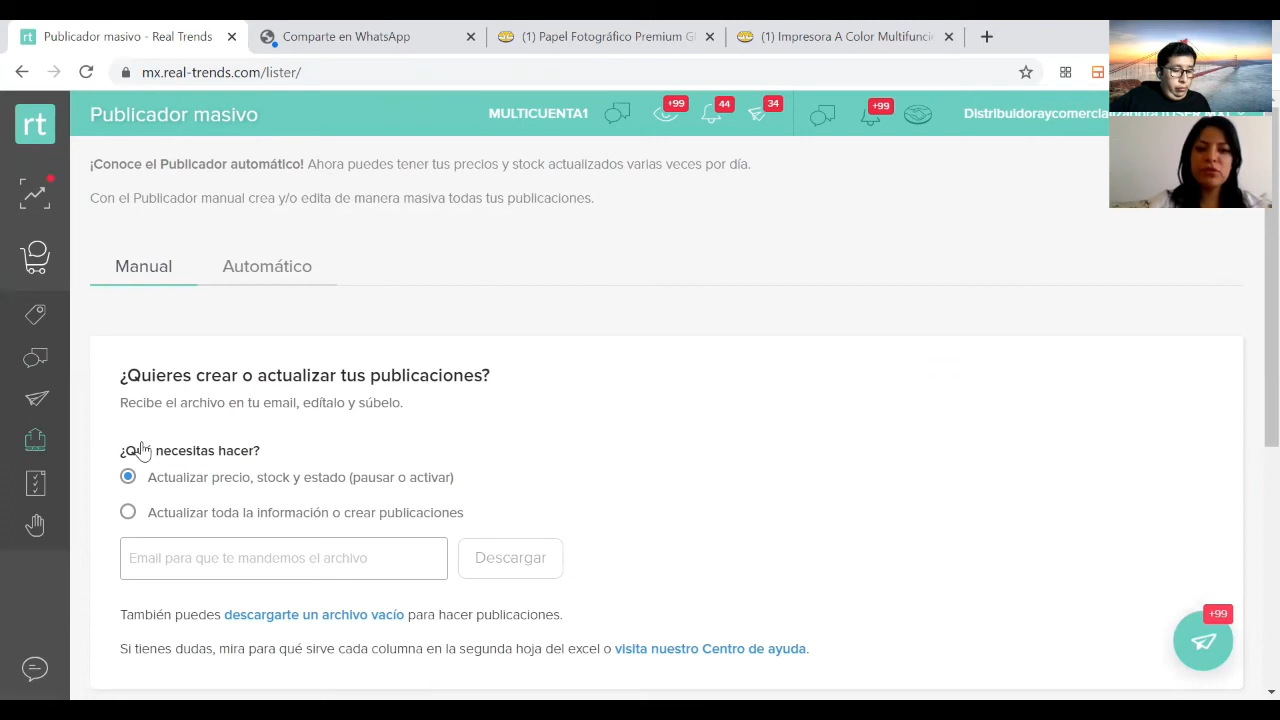 Publicador masivo - Real Trends
Comparte en WhatsApp
(1) Papel Fotográfico Premium Gl
(1) Impresora A Color Multifunci
mx.real-trends.com/lister/
rt
Publicador masivo
MULTICUENTA1
+99
44
34
+99
¡Conoce el Publicador automático! Ahora puedes tener tus precios y stock actualizados varias veces por día.
Con el Publicador manual crea y/o edita de manera masiva todas tus publicaciones.
Manual
Automático
¿Quieres crear o actualizar tus publicaciones?
Recibe el archivo en tu email, edítalo y súbelo.
¿Qué necesitas hacer?
Actualizar precio, stock y estado (pausar o activar)
Actualizar toda la información o crear publicaciones
Email para que te mandemos el archivo
Descargar
También puedes descargarte un archivo vacío para hacer publicaciones.
+99
Si tienes dudas, mira para qué sirve cada columna en la segunda hoja del excel o visita nuestro Centro de ayuda.